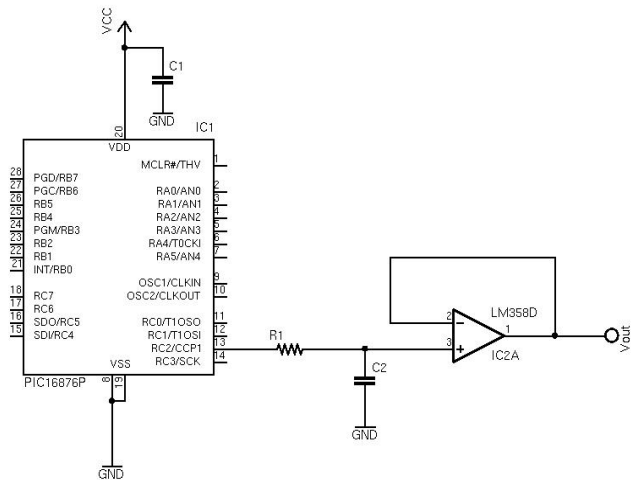 VCC
C1
GND
20
IC1
VDD
MCLR#/THV
1
28
PGD/RB7
27
PGC/RB6
RA0/AN0
2
26
RB5
RA1/AN1
3
25
RB4
RA2/AN2
4
24
PGM/RB3
RA3/AN3
5
23
RB2
RA4/T0CKI
6
22
RB1
RA5/AN4
7
21
INT/RB0
OSC1/CLKIN
9
18
RC7
OSC2/CLKOUT
10
17
RC6
16
SDO/RC5
RC0/T1OSO
11
15
SDI/RC4
RC1/T1OSI
12
RC2/CCP1
13
RC3/SCK
14
VSS
PIC16876P
8
19
GND
R1
C2
GND
2
3
1
LM358D
IC2A
Vout